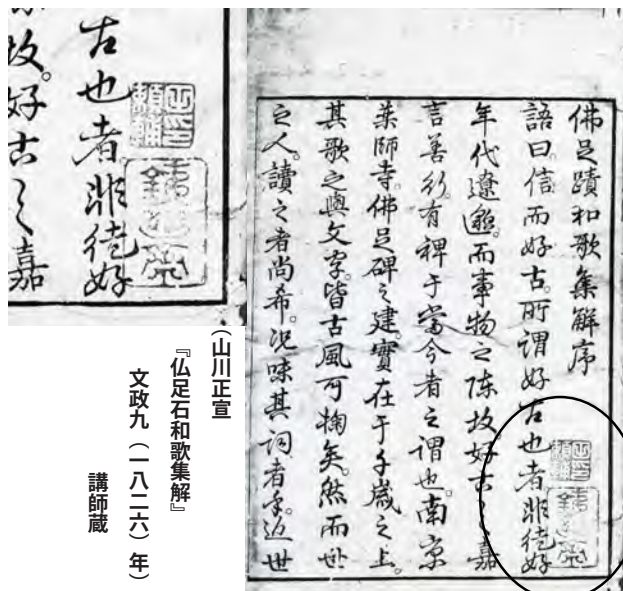 佛足蹟和歌集解序
語曰。信而好古。所謂好古也者。非徒好
年代遼邈。而事物之陳故。好古之嘉
言善行。有裨于當今者之謂也。南京
藥師寺。佛足碑之建。實在于千歳之上。
其歌之與文字。皆古風可掬矣。然而世
之人。讀之者尚希。況味其詞者乎。近世
古也者。非徒好
故。好古之嘉
（山川正宣
『仏足石和歌集解』
文政九（一八二六）年）
講師蔵